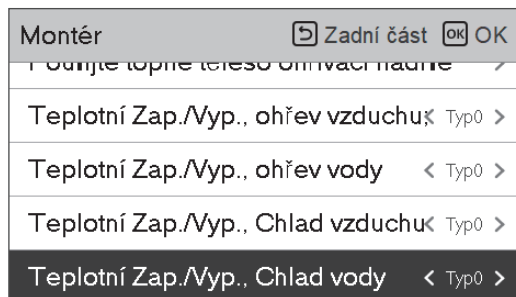 Montér Zadní část OK OK
Teplotní Zap./Vyp., ohřev vzduchu; < Typ0 >
Teplotní Zap./Vyp., ohřev vody < Typ0 >
Teplotní Zap./Vyp., Chlad vzduchu < Typ0 >
Teplotní Zap./Vyp., Chlad vody < Typ0 >